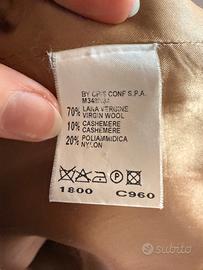 BY CPS CONF S.P.A.
70% LANA VERGINE
VIRGIN WOOL
10% CASHEMERE
CASHEMERE
20% POLIAMMIDICA
NYLON
1800 C960
subito